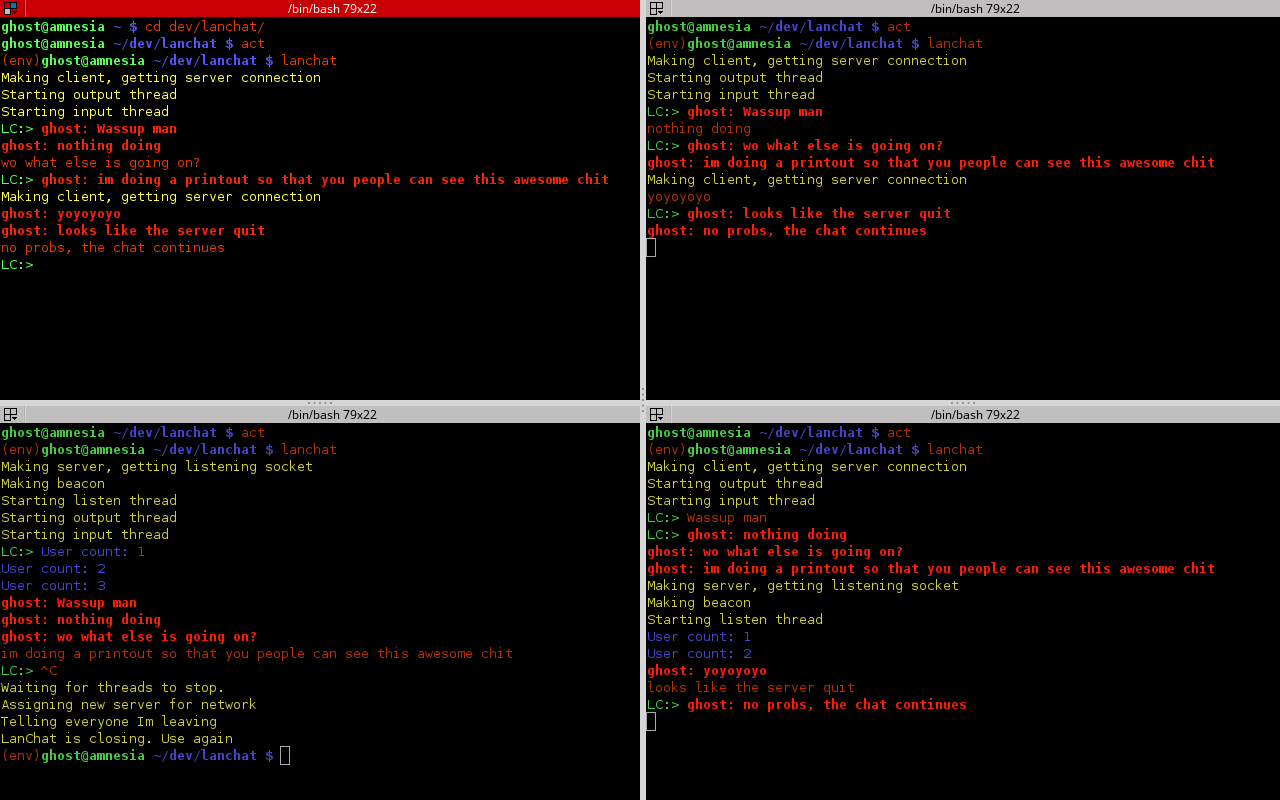 /bin/bash 79x22
ghost@amnesia ~ $ cd dev/lanchat/
ghost@amnesia ~/dev/lanchat $ act
(env)ghost@amnesia ~/dev/lanchat $ lanchat
Making client, getting server connection
Starting output thread
Starting input thread
LC:> ghost: Wassup man
ghost: nothing doing
wo what else is going on?
LC:> ghost: im doing a printout so that you people can see this awesome chit
Making client, getting server connection
ghost: yoyoyoyo
ghost: looks like the server quit
no probs, the chat continues
LC:>
/bin/bash 79x22
ghost@amnesia ~/dev/lanchat $ act
(env)ghost@amnesia ~/dev/lanchat $ lanchat
Making client, getting server connection
Starting output thread
Starting input thread
LC:> ghost: Wassup man
nothing doing
LC:> ghost: wo what else is going on?
ghost: im doing a printout so that you people can see this awesome chit
Making client, getting server connection
yoyoyoyo
LC:> ghost: looks like the server quit
ghost: no probs, the chat continues
/bin/bash 79x22
ghost@amnesia ~/dev/lanchat $ act
(env)ghost@amnesia ~/dev/lanchat $ lanchat
Making server, getting listening socket
Making beacon
Starting listen thread
Starting output thread
Starting input thread
LC:> User count: 1
User count: 2
User count: 3
ghost: Wassup man
ghost: nothing doing
ghost: wo what else is going on?
im doing a printout so that you people can see this awesome chit
LC:> ^C
Waiting for threads to stop.
Assigning new server for network
Telling everyone Im leaving
LanChat is closing. Use again
(env)ghost@amnesia ~/dev/lanchat $
/bin/bash 79x22
ghost@amnesia ~/dev/lanchat $ act
(env)ghost@amnesia ~/dev/lanchat $ lanchat
Making client, getting server connection
Starting output thread
Starting input thread
LC:> Wassup man
LC:> ghost: nothing doing
ghost: wo what else is going on?
ghost: im doing a printout so that you people can see this awesome chit
Making server, getting listening socket
Making beacon
Starting listen thread
User count: 1
User count: 2
ghost: yoyoyoyo
looks like the server quit
LC:> ghost: no probs, the chat continues